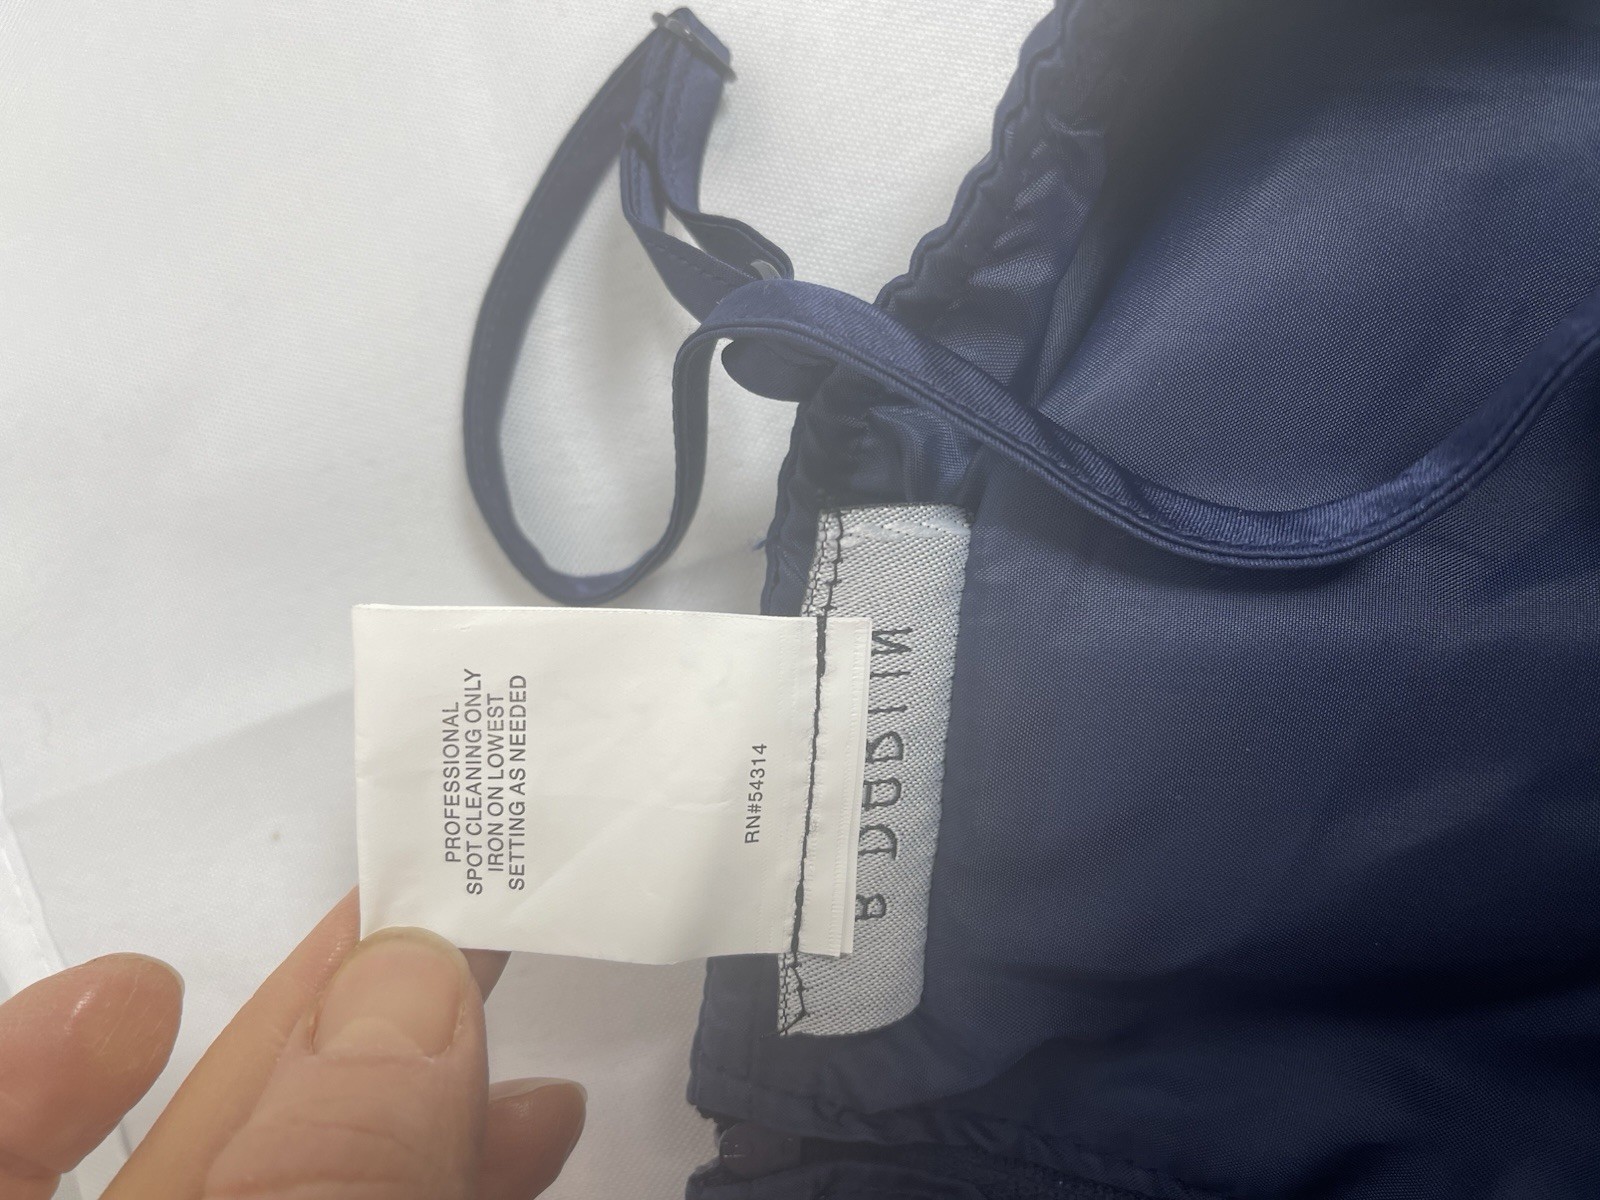 PROFESSIONAL
SPOT CLEANING ONLY
IRON ON LOWEST
SETTING AS NEEDED
RN#54314